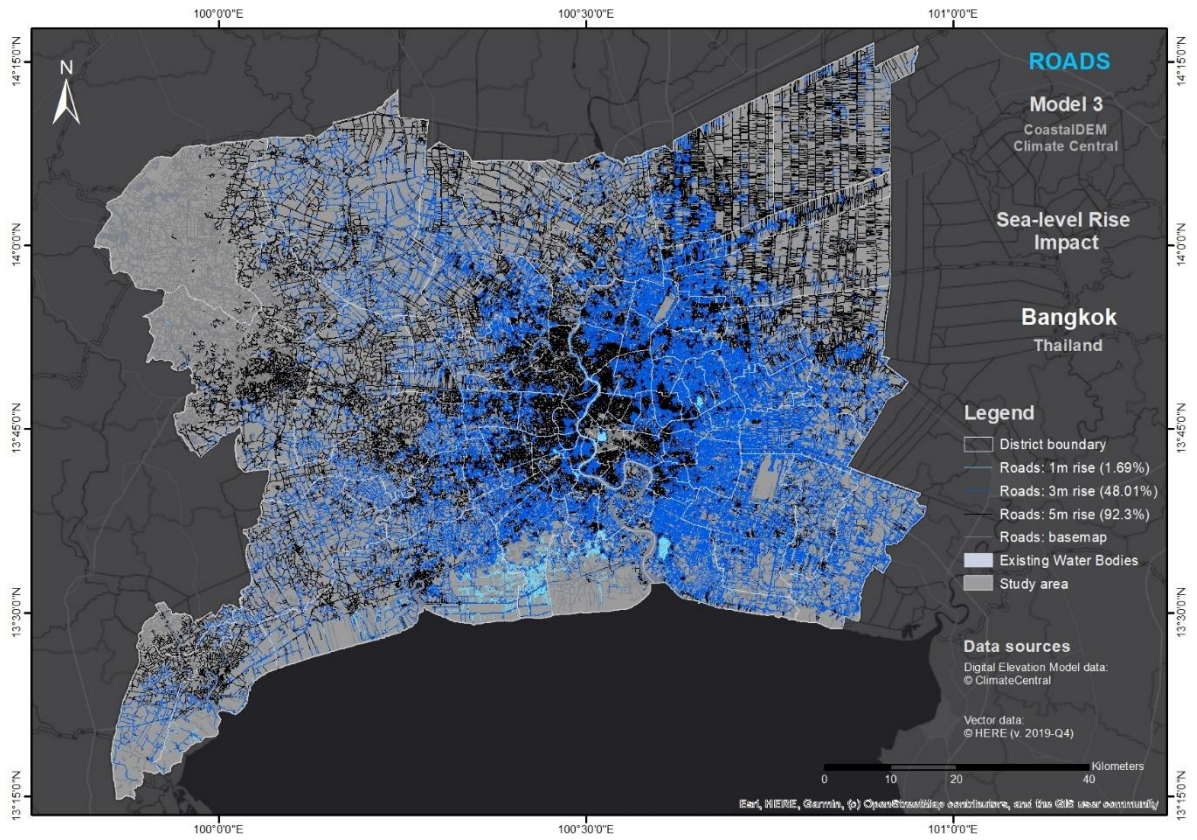 100°0'0"E
100°30'0"E
101°0'0"E
14°15'0"N
14°0'0"N
13°45'0"N
13°30'0"N
13°15'0"N
N
ROADS
Model 3
CoastalDEM
Climate Central
Sea-level Rise
Impact
Bangkok
Thailand
Legend
District boundary
Roads: 1m rise (1.69%)
Roads: 3m rise (48.01%)
Roads: 5m rise (92.3%)
Roads: basemap
Existing Water Bodies
Study area
Data sources
Digital Elevation Model data:
© ClimateCentral
Vector data:
© HERE (v. 2019-Q4)
Kilometers
0 10 20 40
Esri, HERE, Garmin, (c) OpenStreetMap contributors, and the GIS user community
14°15'0"N
14°0'0"N
13°45'0"N
13°30'0"N
13°15'0"N
100°0'0"E
100°30'0"E
101°0'0"E